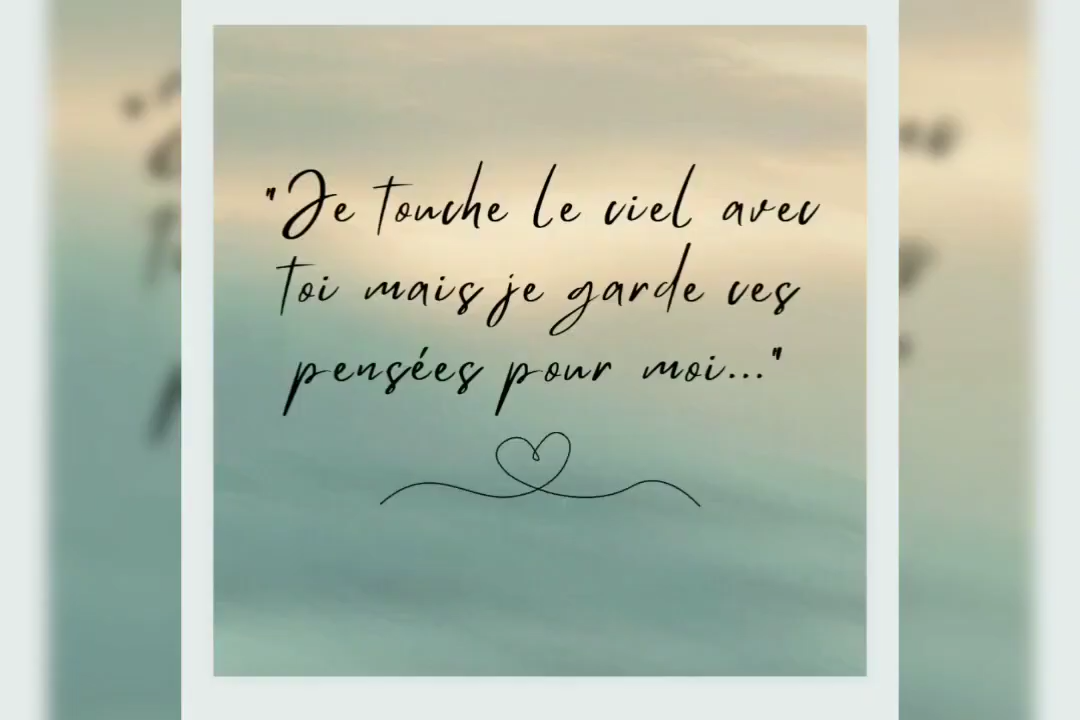 "Je touche le ciel avec
toi mais je garde ces
pensées pour moi..."